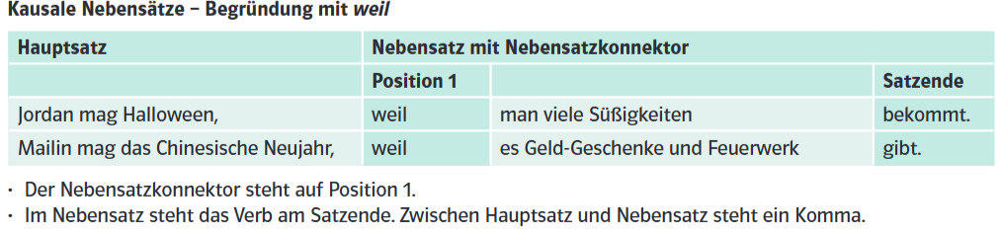 Kausale Nebensätze – Begründung mit weil
Hauptsatz Nebensatz mit Nebensatzkonnektor
Position 1 Satzende
Jordan mag Halloween, weil man viele Süßigkeiten bekommt.
Mailin mag das Chinesische Neujahr, weil es Geld-Geschenke und Feuerwerk gibt.
· Der Nebensatzkonnektor steht auf Position 1.
· Im Nebensatz steht das Verb am Satzende. Zwischen Hauptsatz und Nebensatz steht ein Komma.